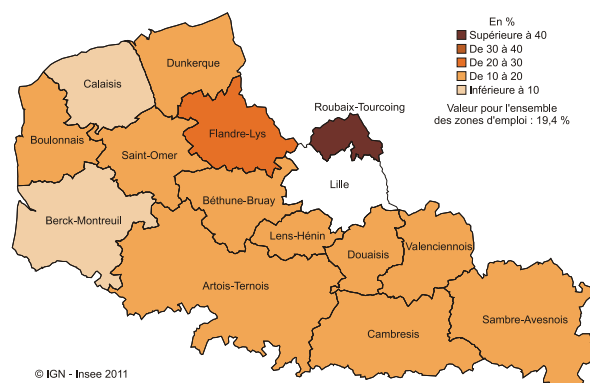 En %
Supérieure à 40
De 30 à 40
De 20 à 30
De 10 à 20
Inférieure à 10
Valeur pour l'ensemble
des zones d'emploi : 19,4 %
Dunkerque
Calaisis
Roubaix-Tourcoing
Flandre-Lys
Boulonnais
Saint-Omer
Lille
Béthune-Bruay
Berck-Montreuil
Lens-Hénin
Douaisis
Valenciennois
Artois-Ternois
Sambre-Avesnois
Cambresis
© IGN - Insee 2011